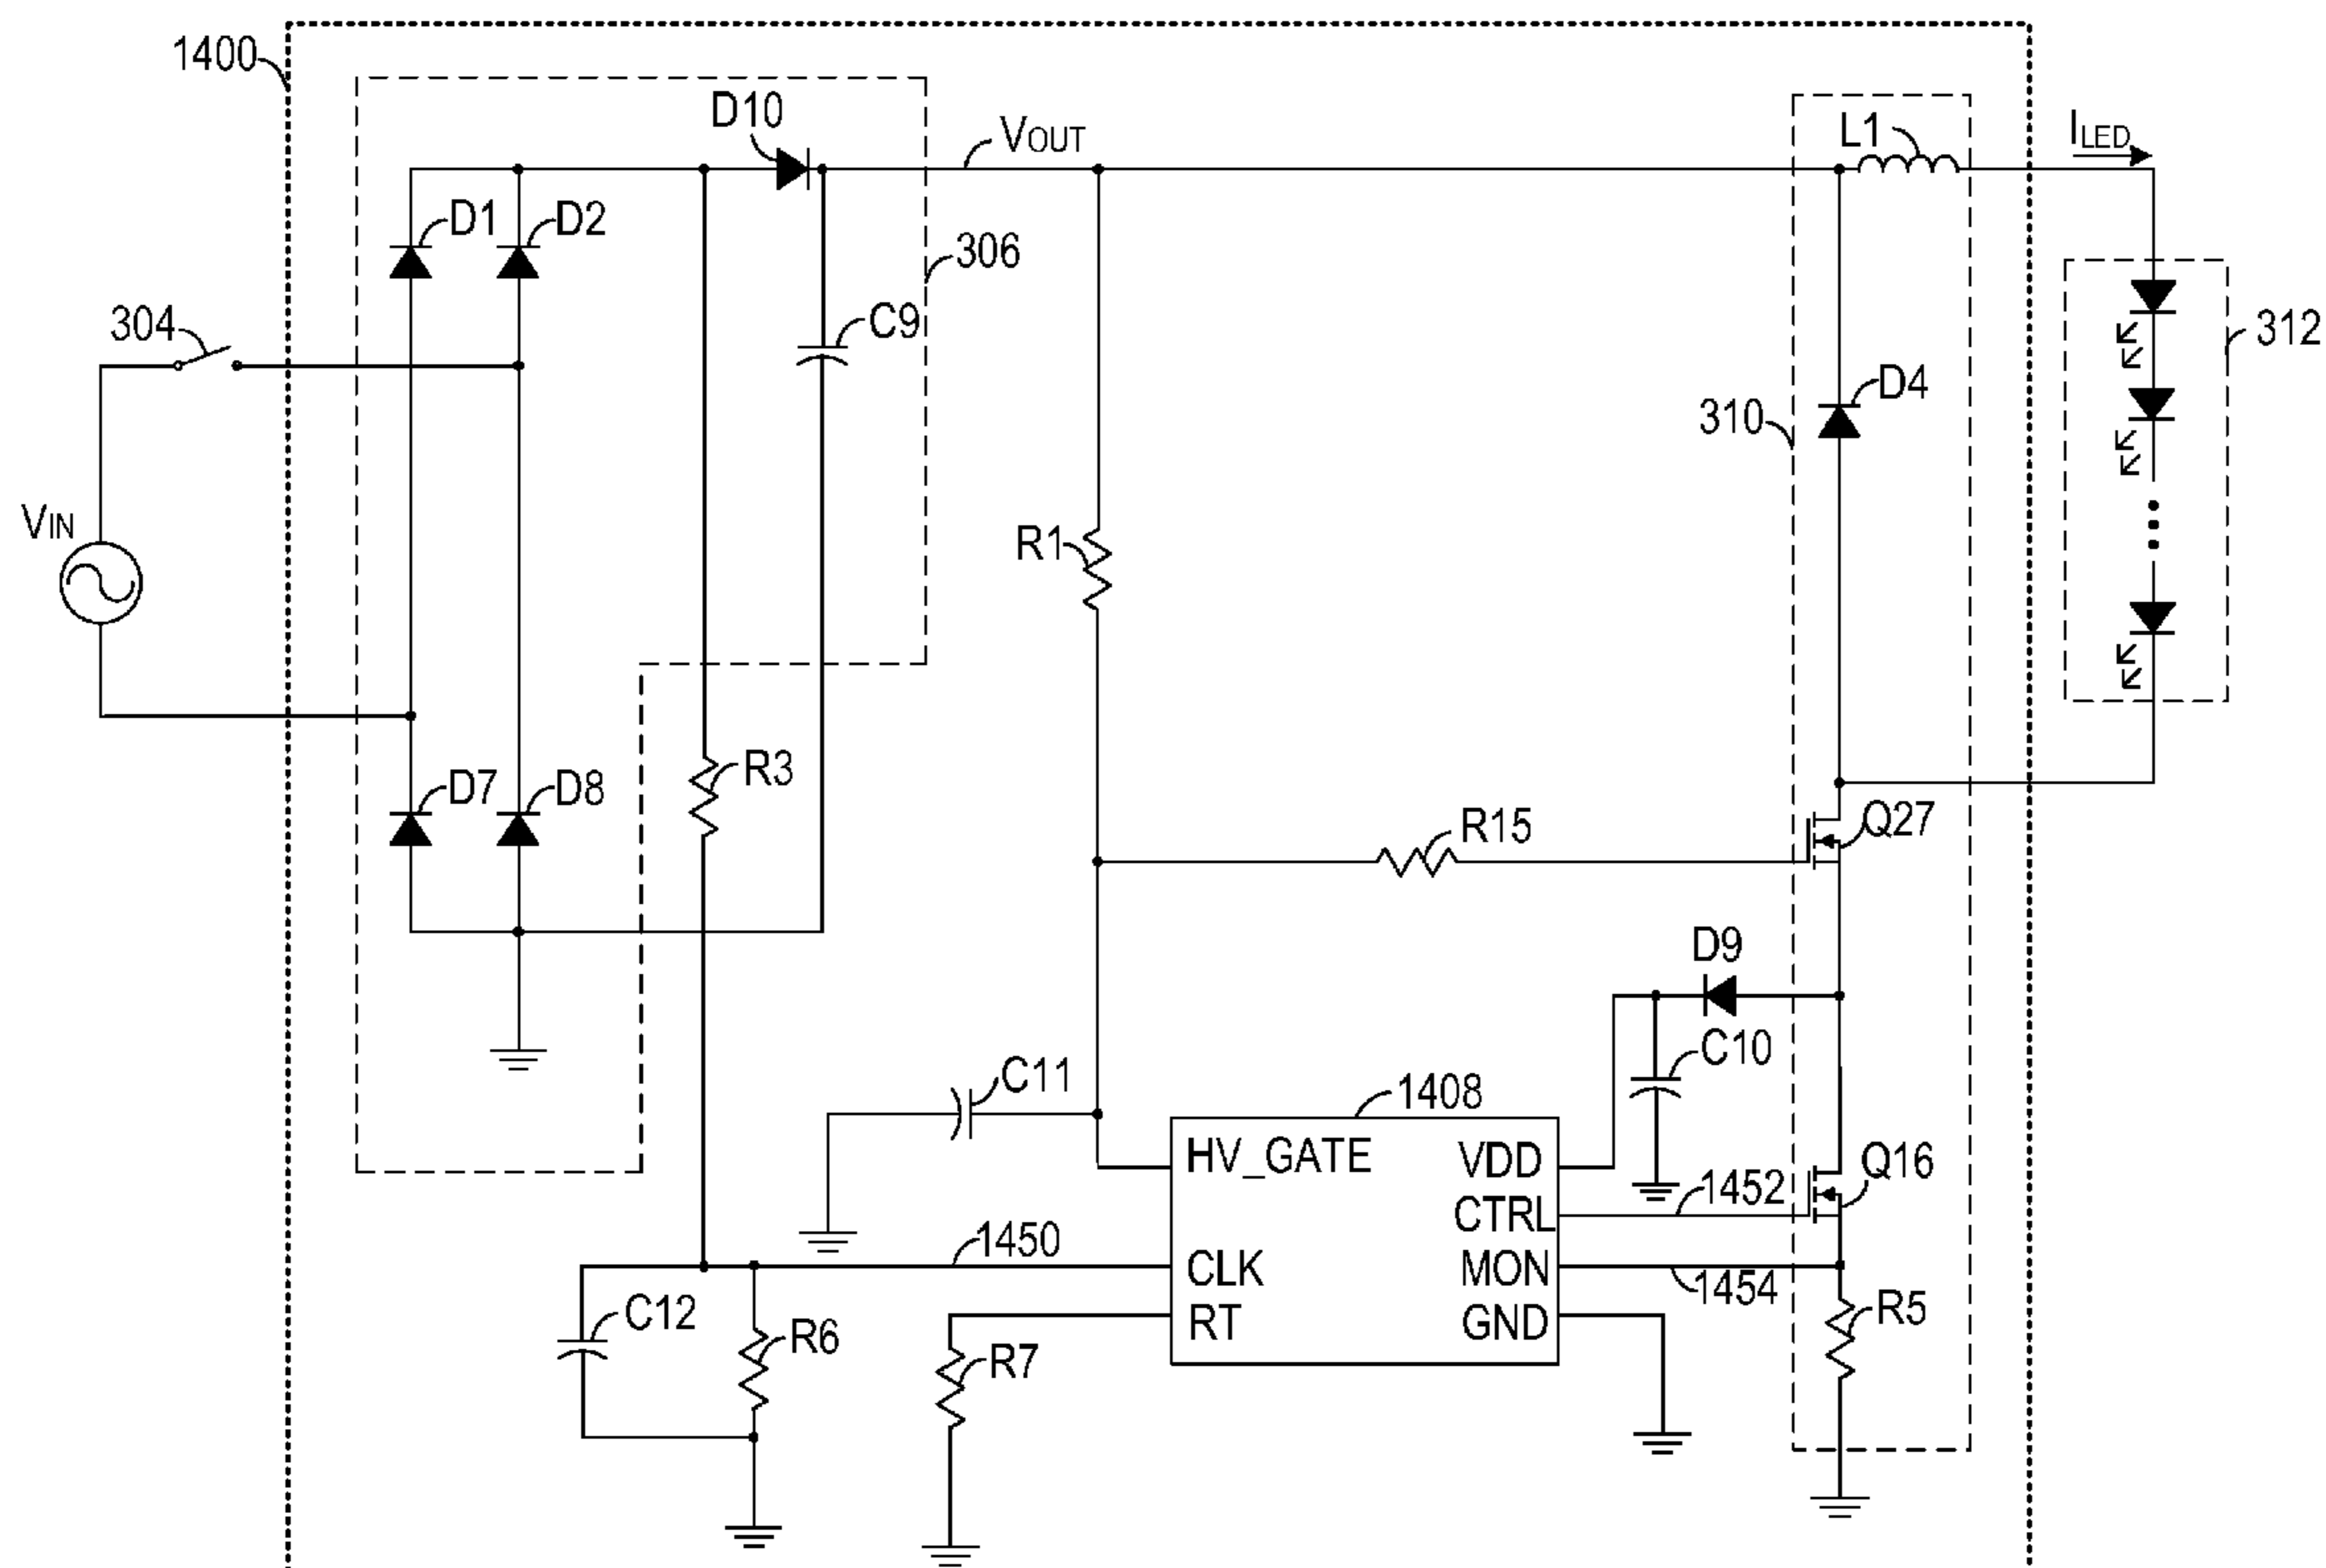 1400
D10
VOUT
L1
ILED
D1
D2
306
C9
304
312
D4
310
VIN
R1
D7
D8
R3
R15
Q27
D9
C10
C11
1408
HV_GATE
VDD
Q16
1452
CTRL
1450
CLK
MON
1454
C12
R6
RT
GND
R5
R7